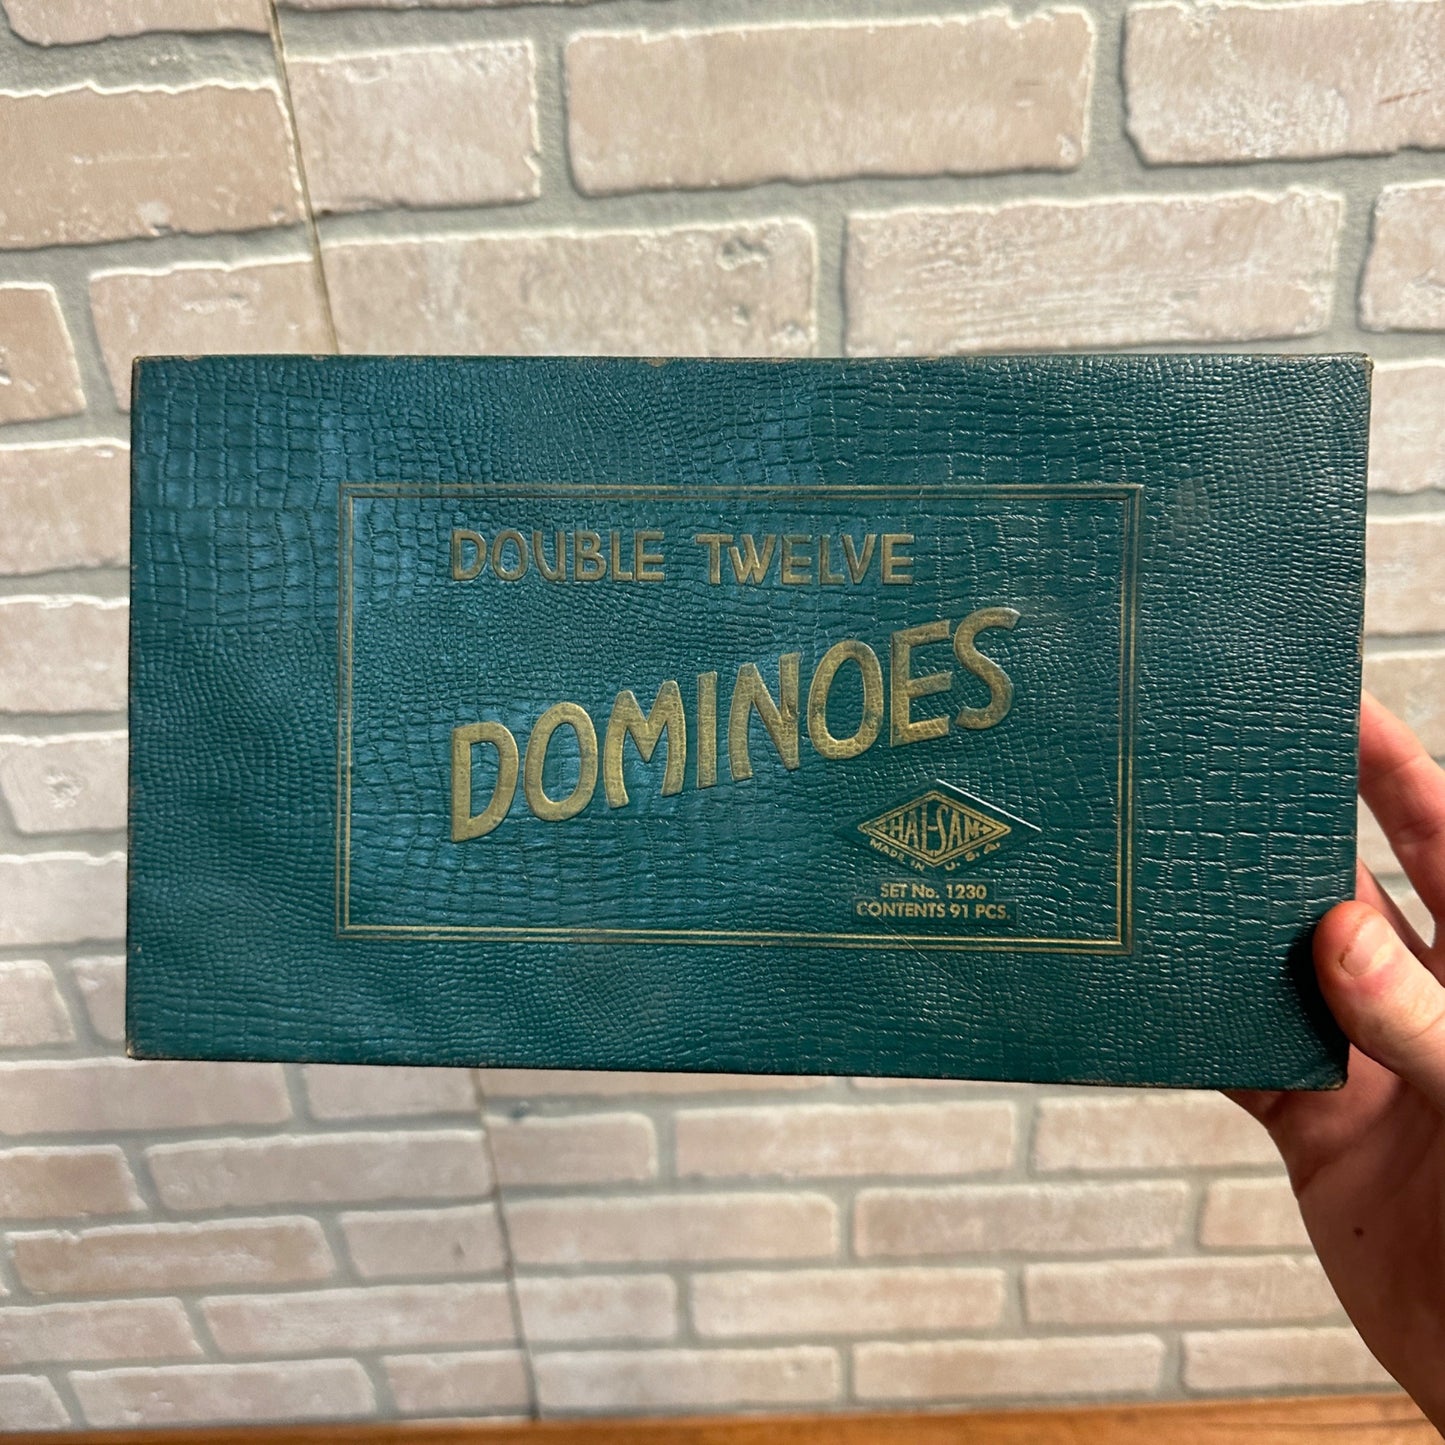 DOUBLE TWELVE
DOMINOES
HAL-SAM
MADE IN U.S.A.
SET No. 1230
CONTENTS 91 PCS.